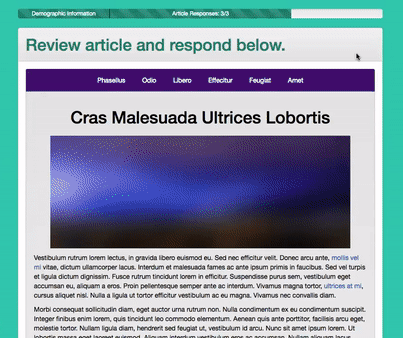 Demographic Information
Article Responses: 3/3
Review article and respond below.
Phasellus Odio Libero Effecitur Feugiat Amet
Cras Malesuada Ultrices Lobortis
Vestibulum rutrum lorem lectus, in gravida libero euismod eu. Sed nec efficitur velit. Donec arcu ante, mollis vel
mi vitae, dictum ullamcorper lacus. Interdum et malesuada fames ac ante ipsum primis in faucibus. Sed vel turpis
et ligula dictum dignissim. Fusce rutrum tincidunt lorem in efficitur. Suspendisse purus sem, vestibulum eget
accumsan eu, aliquam a eros. Proin pellentesque semper ante ac interdum. Vivamus magna tortor, ultrices at mi,
cursus aliquet nisl. Nulla a ligula ut tortor efficitur vestibulum ac eu magna. Vivamus nec convallis diam.
Morbi consequat sollicitudin diam, eget auctor urna rutrum non. Nulla condimentum ex eu condimentum suscipit.
Integer finibus enim lorem, quis tincidunt leo commodo elementum. Aenean quis ante porttitor, facilisis arcu eget,
molestie tortor. Nullam ligula diam, hendrerit sed feugiat ut, vestibulum id arcu. Nunc sit amet ipsum lorem. Ut